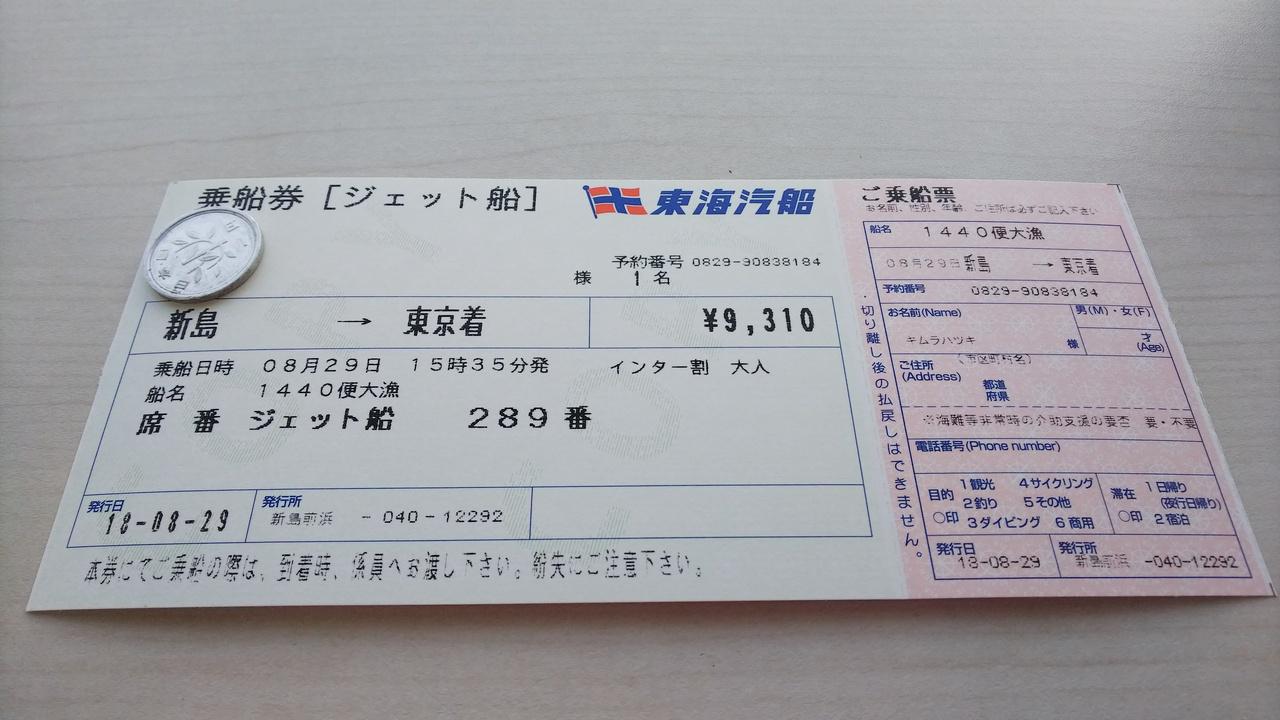 乗船券［ジェット船］
東海汽船
予約番号 0829-90838184
様 1名
新島 → 東京着 ¥9,310
乗船日時 08月29日 15時35分発 インター割 大人
船名 1440便大漁
席番 ジェット船 289番
発行日 18-08-29
発行所 新島前浜 -040-12292
本券にてご乗船の際は、到着時、係員へお渡し下さい。紛失にご注意下さい。
切り離し後の払戻しはできません。
ご乗船票
お名前、性別、年齢、ご住所は必ずご記入下さい
船名 1440便大漁
08月29日 新島 → 東京着
予約番号 0829-90838184
お名前(Name) 男(M)・女(F)
キムラハツキ 様 才(Age)
ご住所(Address) (市区町村名)
都道府県
※海難等非常時の介助支援の要否 要・不要
電話番号(Phone number)
目的 ○印 1観光 4サイクリング
2釣り 5その他
3ダイビング 6商用
滞在 ○印 1日帰り
(夜行日帰り)
2宿泊
発行日 18-08-29
発行所 新島前浜 -040-12292